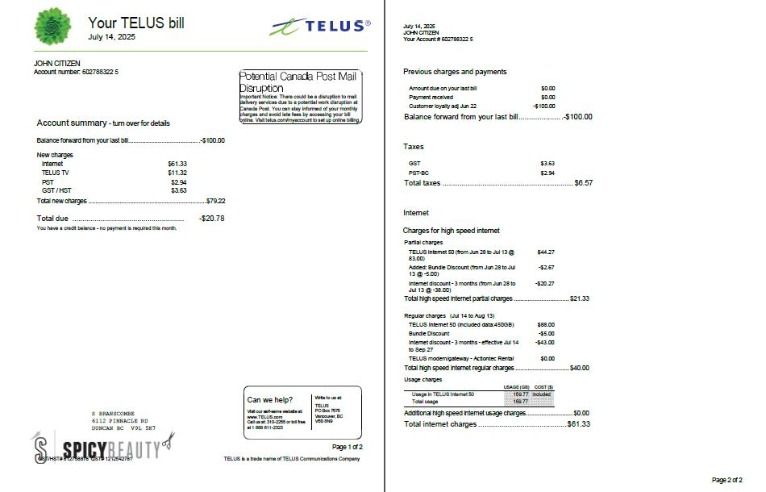 Your TELUS bill
July 14, 2025
TELUS®
JOHN CITIZEN
Account number: 602788322 5
Potential Canada Post Mail
Disruption
Important Notice: There could be a disruption to mail
delivery services due to a potential work disruption at
Canada Post. You can stay informed of your monthly
charges and avoid late fees by accessing your bill
online. Visit telus.com/myaccount to set up online billing
Account summary - turn over for details
Balance forward from your last bill -$100.00
New charges
Internet $61.33
TELUS TV $11.32
PST $2.94
GST / HST $3.63
Total new charges $79.22
Total due -$20.78
You have a credit balance - no payment is required this month.
Can we help?
Visit our self-serve website at:
www.TELUS.com
Call us at: 310-2255 or toll free
at 1 888 811-2323
Write to us at:
TELUS
PO Box 7575
Vancouver, BC
S BRANSCOMBE
6112 PINNACLE RD
DUNCAN BC
SPICYBEAUTY
Page 1 of 2
TELUS is a trade name of TELUS Communications Company
July 14, 2025
JOHN CITIZEN
Your Account # 602788322 5
Previous charges and payments
Amount due on your last bill $0.00
Payment received $0.00
Customer loyalty adj Jun 22 -$100.00
Balance forward from your last bill -$100.00
Taxes
GST $3.63
PST-BC $2.94
Total taxes $6.57
Internet
Charges for high speed internet
Partial charges
TELUS Internet 50 (from Jun 28 to Jul 13 @ $44.27
83.00)
Added: Bundle Discount (from Jun 28 to Jul -$2.67
13 @ -5.00)
Internet discount - 3 months (from Jun 28 to -$20.27
Jul 13 @ -38.00)
Total high speed internet partial charges $21.33
Regular charges (Jul 14 to Aug 13)
TELUS Internet 50 (included data:450GB) $88.00
Bundle Discount -$5.00
Internet discount - 3 months - effective Jul 14 -$43.00
to Sep 27
TELUS modem/gateway - Actiontec Rental $0.00
Total high speed internet regular charges $40.00
Usage charges
USAGE (GB) COST ($)
Usage in TELUS Internet 50 169.77 Included
Total usage 169.77
Additional high speed internet usage charges $0.00
Total internet charges $61.33
Page 2 of 2